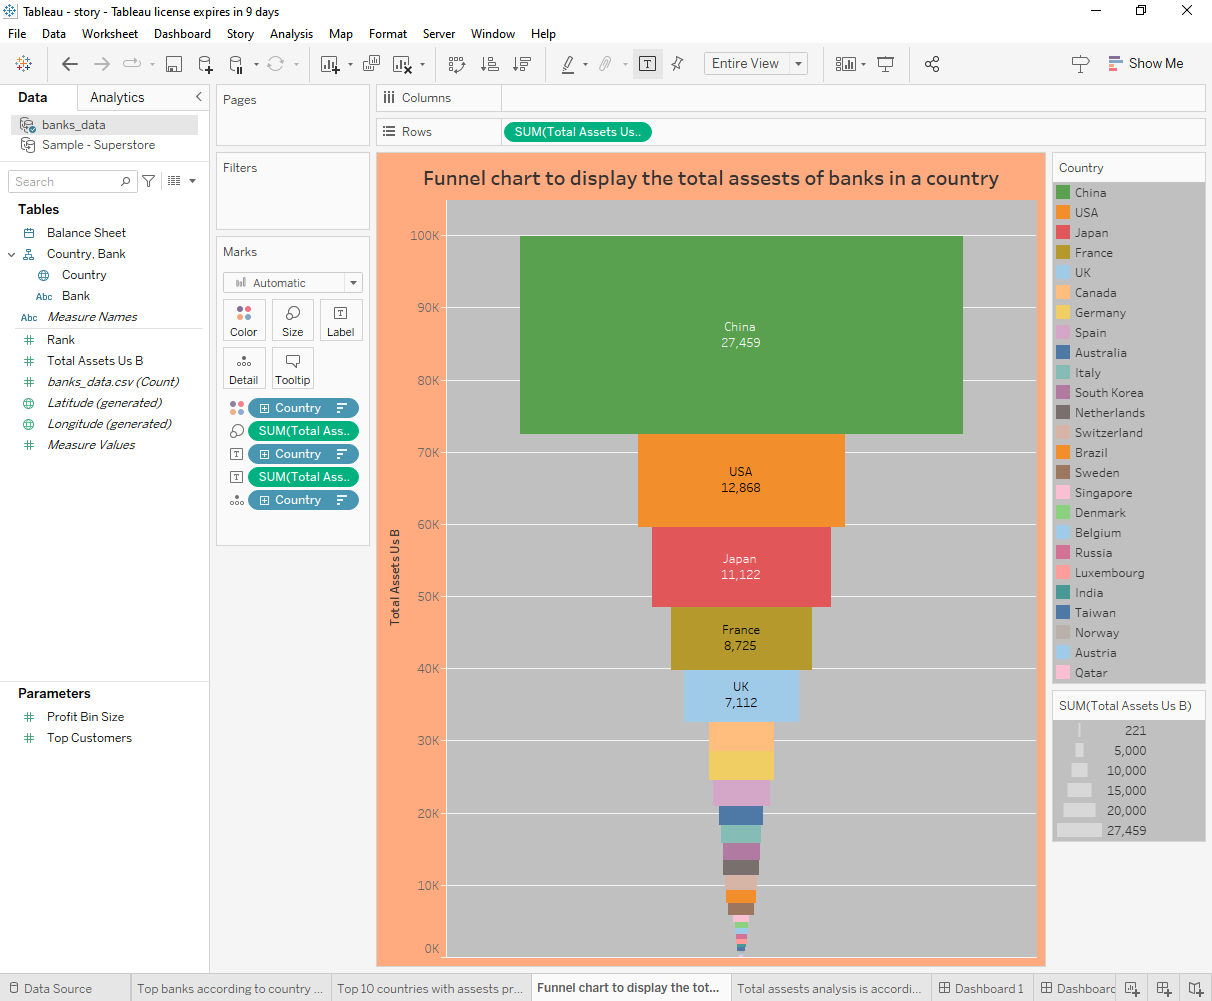 Tableau - story - Tableau license expires in 9 days
File Data Worksheet Dashboard Story Analysis Map Format Server Window Help
Entire View
Show Me
Data Analytics
banks_data
Sample - Superstore
Search
Tables
Balance Sheet
Country, Bank
Country
Abc Bank
Abc Measure Names
Rank
Total Assets Us B
banks_data.csv (Count)
Latitude (generated)
Longitude (generated)
Measure Values
Parameters
Profit Bin Size
Top Customers
Pages
Filters
Marks
Automatic
Color Size Label
Detail Tooltip
Country
SUM(Total Ass..
Country
SUM(Total Ass..
Country
Columns
Rows SUM(Total Assets Us..
Funnel chart to display the total assests of banks in a country
Total Assets Us B
100K
90K
80K
70K
60K
50K
40K
30K
20K
10K
0K
China
27,459
USA
12,868
Japan
11,122
France
8,725
UK
7,112
Country
China
USA
Japan
France
UK
Canada
Germany
Spain
Australia
Italy
South Korea
Netherlands
Switzerland
Brazil
Sweden
Singapore
Denmark
Belgium
Russia
Luxembourg
India
Taiwan
Norway
Austria
Qatar
SUM(Total Assets Us B)
221
5,000
10,000
15,000
20,000
27,459
Data Source Top banks according to country ... Top 10 countries with assests pr... Funnel chart to display the tot... Total assests analysis is accordi... Dashboard 1 Dashboard